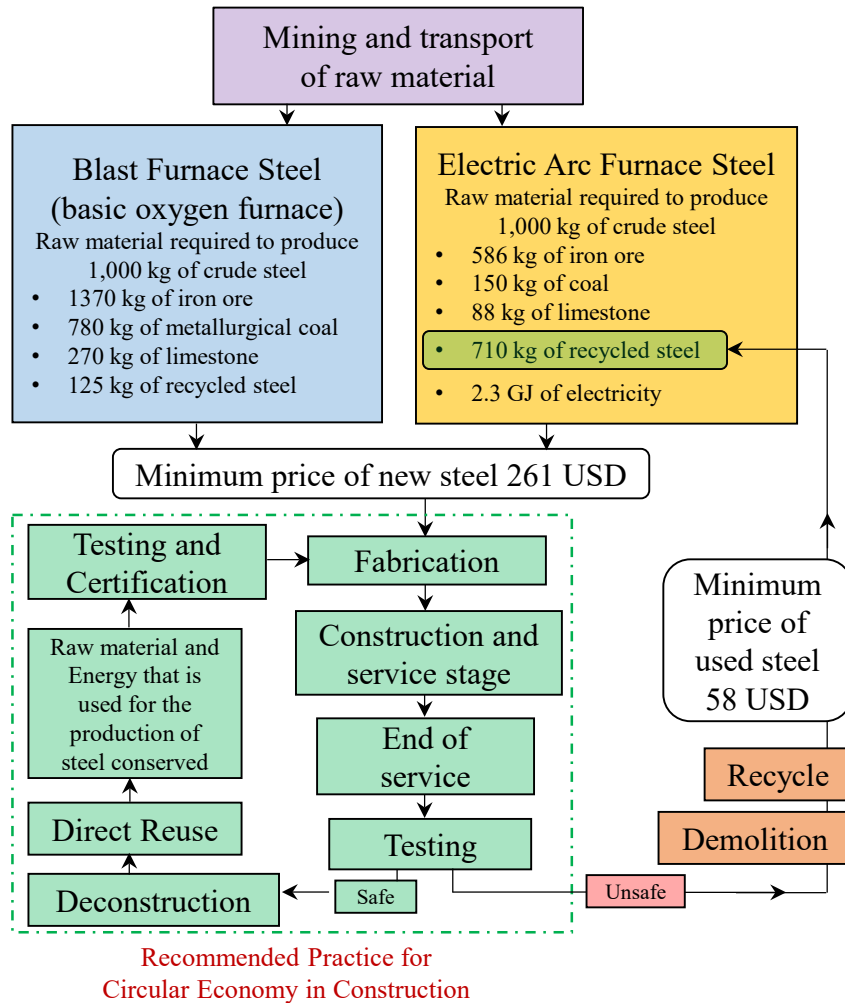 Mining and transport
of raw material
Blast Furnace Steel
(basic oxygen furnace)
Raw material required to produce
1,000 kg of crude steel
• 1370 kg of iron ore
• 780 kg of metallurgical coal
• 270 kg of limestone
• 125 kg of recycled steel
Electric Arc Furnace Steel
Raw material required to produce
1,000 kg of crude steel
• 586 kg of iron ore
• 150 kg of coal
• 88 kg of limestone
• 710 kg of recycled steel
• 2.3 GJ of electricity
Minimum price of new steel 261 USD
Testing and
Certification
Fabrication
Raw material and
Energy that is
used for the
production of
steel conserved
Construction and
service stage
End of
service
Direct Reuse
Testing
Deconstruction
Safe
Unsafe
Minimum
price of
used steel
58 USD
Recycle
Demolition
Recommended Practice for
Circular Economy in Construction